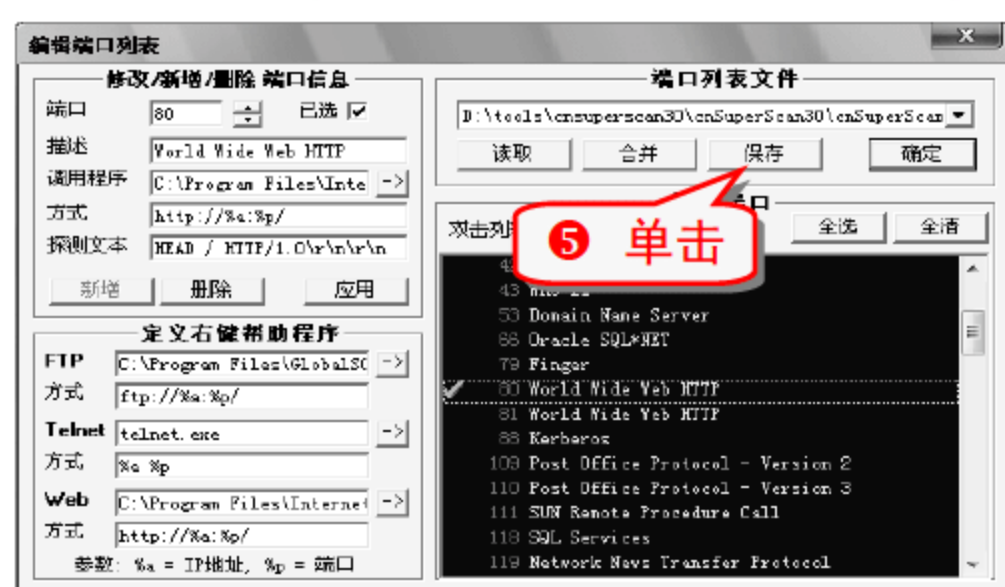 编辑端口列表
修改/新增/删除 端口信息
端口 80 已选
描述 World Wide Web HTTP
调用程序 C:\Program Files\Inte ->
方式 http://%a:%p/
探测文本 HEAD / HTTP/1.0\r\n\r\n
新增 删除 应用
定义右键帮助程序
FTP C:\Program Files\GlobalSC ->
方式 ftp://%a:%p/
Telnet telnet.exe ->
方式 %a %p
Web C:\Program Files\Internet ->
方式 http://%a:%p/
参数: %a = IP地址, %p = 端口
端口列表文件
D:\tools\cnsuperscan30\cnSuperScan30\cnSuperScan
读取 合并 保存 确定
口
双击列 全选 全清
❺ 单击
43
53 Domain Name Server
66 Oracle SQL*NET
79 Finger
80 World Wide Web HTTP
81 World Wide Web HTTP
88 Kerberos
109 Post Office Protocol - Version 2
110 Post Office Protocol - Version 3
111 SUN Remote Procedure Call
118 SQL Services
119 Network News Transfer Protocol